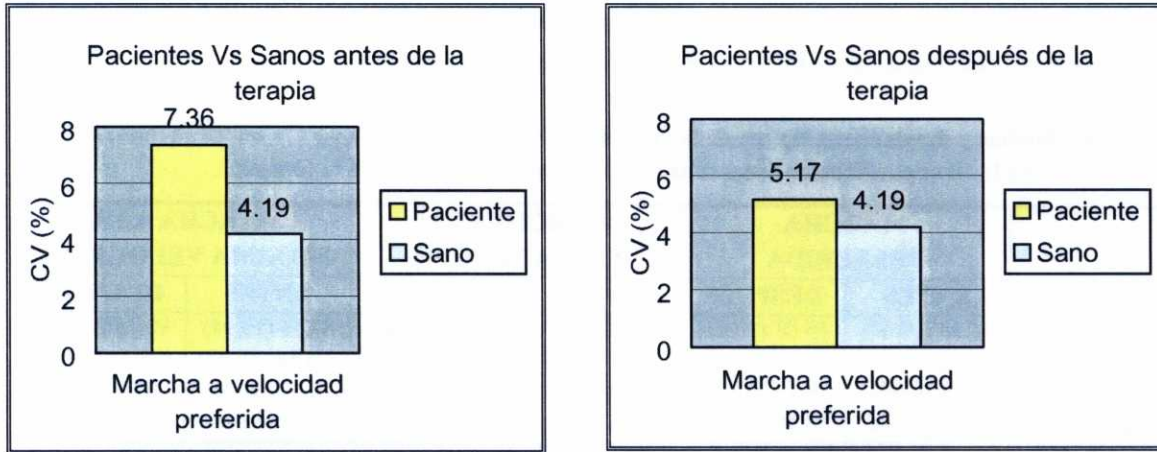 Pacientes Vs Sanos antes de la
terapia
7.36
4.19
8
6
4
2
0
CV (%)
Paciente
Sano
Marcha a velocidad
preferida
Pacientes Vs Sanos después de la
terapia
5.17
4.19
8
6
4
2
0
CV (%)
Paciente
Sano
Marcha a velocidad
preferida